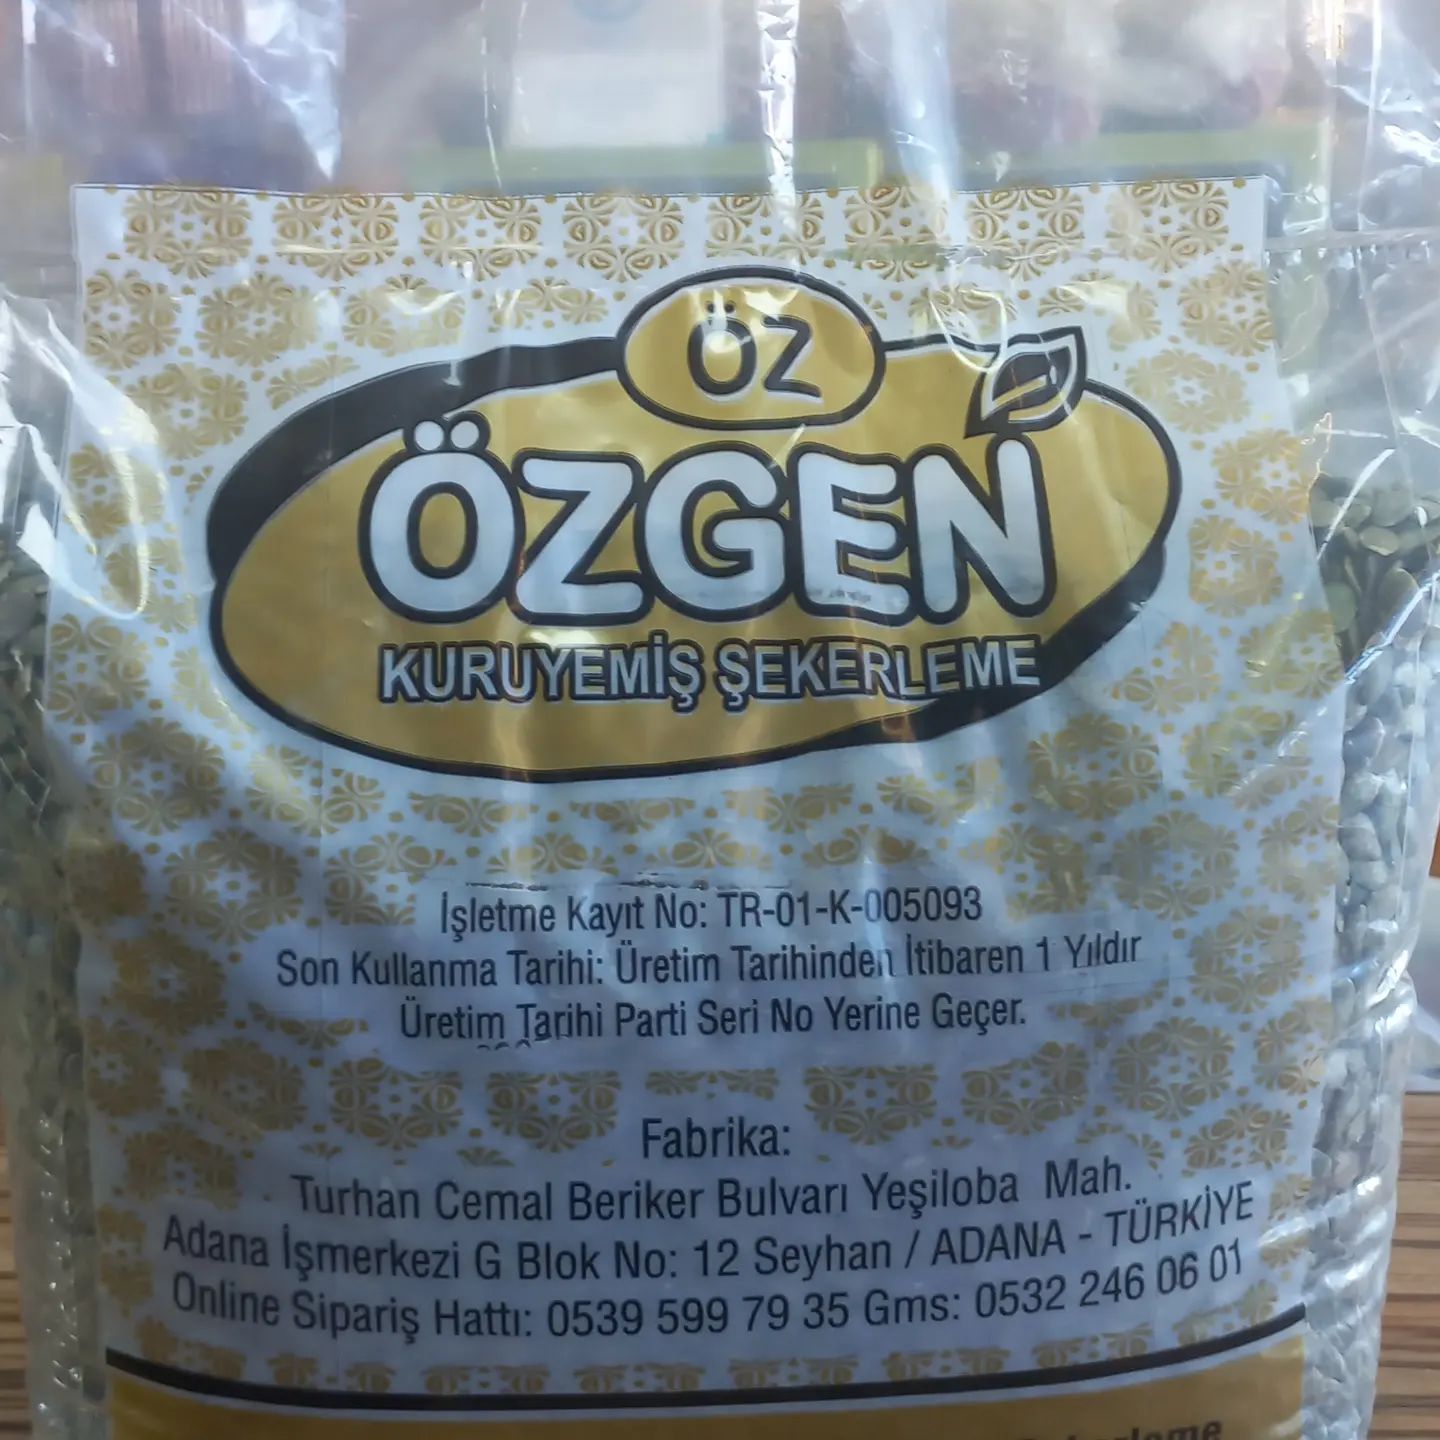 ÖZ
ÖZGEN
KURUYEMİŞ ŞEKERLEME
İşletme Kayıt No: TR-01-K-005093
Son Kullanma Tarihi: Üretim Tarihinden İtibaren 1 Yıldır
Üretim Tarihi Parti Seri No Yerine Geçer.
Fabrika:
Turhan Cemal Beriker Bulvarı Yeşiloba Mah.
Adana İşmerkezi G Blok No: 12 Seyhan / ADANA - TÜRKİYE
Online Sipariş Hattı: 0539 599 79 35 Gms: 0532 246 06 01